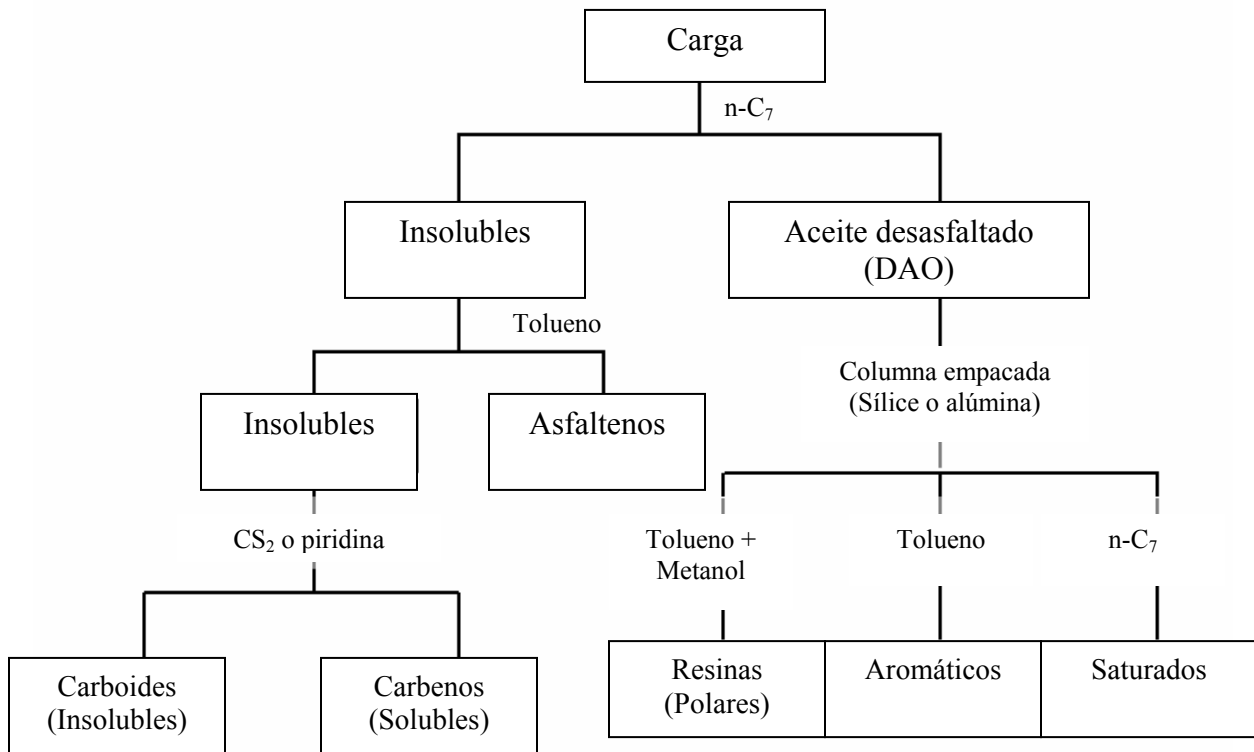 Carga
n-C₇
Insolubles
Aceite desasfaltado
(DAO)
Tolueno
Columna empacada
(Sílice o alúmina)
Insolubles
Asfaltenos
CS₂ o piridina
Tolueno +
Metanol
Tolueno
n-C₇
Carboides
(Insolubles)
Carbenos
(Solubles)
Resinas
(Polares)
Aromáticos
Saturados